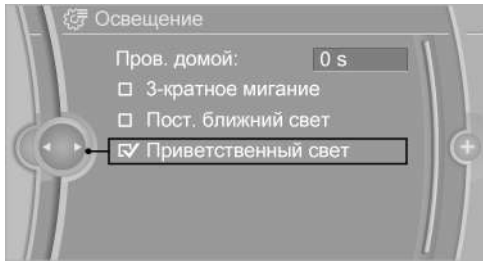 Освещение
Пров. домой: 0 s
3-кратное мигание
Пост. ближний свет
Приветственный свет